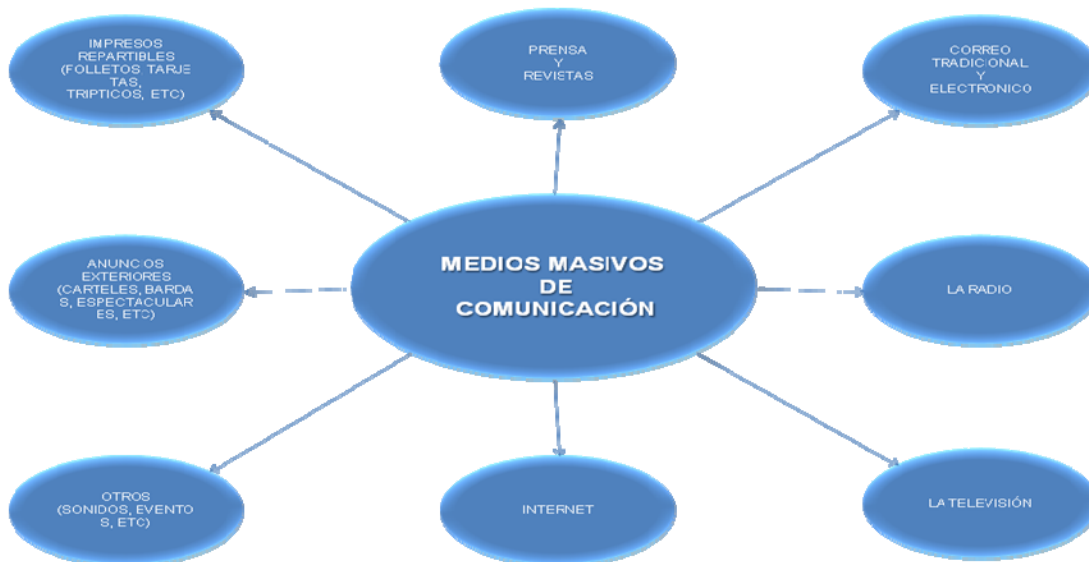 IMPRESOS
REPARTIBLES
(FOLLETOS, TARJE
TAS,
TRIPTICOS, ETC)
PRENSA
Y
REVISTAS
CORREO
TRADICIONAL
Y
ELECTRONICO
ANUNCIOS
EXTERIORES
(CARTELES, BARDA
S, ESPECTACULAR
ES, ETC)
MEDIOS MASIVOS
DE
COMUNICACIÓN
LA RADIO
OTROS
(SONIDOS, EVENTO
S, ETC)
INTERNET
LA TELEVISIÓN